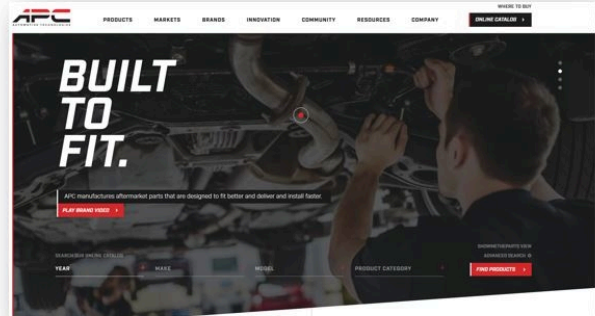 APC
AUTOMOTIVE TECHNOLOGIES
PRODUCTS
MARKETS
BRANDS
INNOVATION
COMMUNITY
RESOURCES
COMPANY
WHERE TO BUY
ONLINE CATALOG
BUILT
TO
FIT.
APC manufactures aftermarket parts that are designed to fit better and deliver and install faster.
PLAY BRAND VIDEO
YEAR
MAKE
MODEL
PRODUCT CATEGORY
ADVANCED SEARCH
FIND PRODUCTS